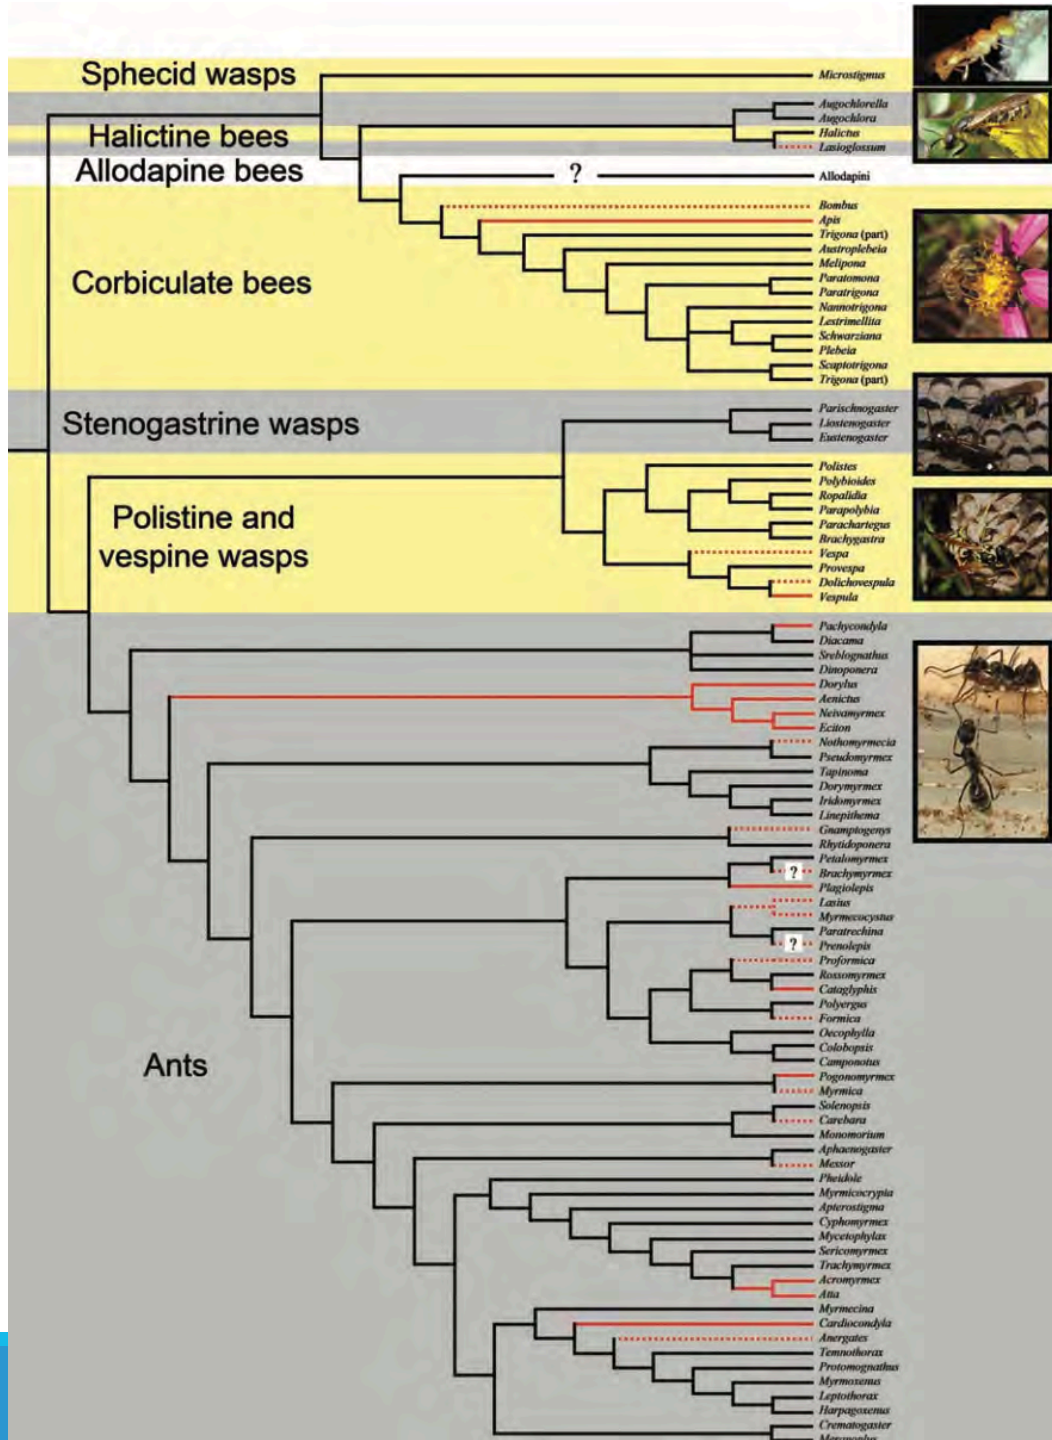 Sphecid wasps
Microstigmus
Augochlorella
Augochlora
Halictine bees
Halictus
Lasioglossum
Allodapine bees
?
Allodapini
Bombus
Apis
Trigona (part)
Austroplebeia
Corbiculate bees
Melipona
Paratomona
Paratrigona
Nannotrigona
Lestrimellita
Schwarziana
Plebeia
Scaptotrigona
Trigona (part)
Stenogastrine wasps
Parischnogaster
Liostenogaster
Eustenogaster
Polistes
Polybioides
Ropalidia
Parapolybia
Polistine and
vespine wasps
Parachartegus
Brachygastra
Vespa
Provespa
Dolichovespula
Vespula
Pachycondyla
Diacama
Sreblognathus
Dinoponera
Dorylus
Aenictus
Neivamyrmex
Eciton
Nothomyrmecia
Pseudomyrmex
Tapinoma
Dorymyrmex
Iridomyrmex
Linepithema
Gnamptogenys
Rhytidoponera
Petalomyrmex
?
Brachymyrmex
Plagiolepis
Lasius
Myrmecocystus
Paratrechina
?
Prenolepis
Proformica
Rossomyrmex
Cataglyphis
Polyergus
Formica
Oecophylla
Colobopsis
Camponotus
Ants
Pogonomyrmex
Myrmica
Solenopsis
Carebara
Monomorium
Aphaenogaster
Messor
Pheidole
Myrmicocrypia
Apterostigma
Cyphomyrmex
Mycetophylax
Sericomyrmex
Trachymyrmex
Acromyrmex
Atta
Myrmecina
Cardiocondyla
Anergates
Temnothorax
Protomognathus
Myrmoxenus
Leptothorax
Harpagoxenus
Crematogaster